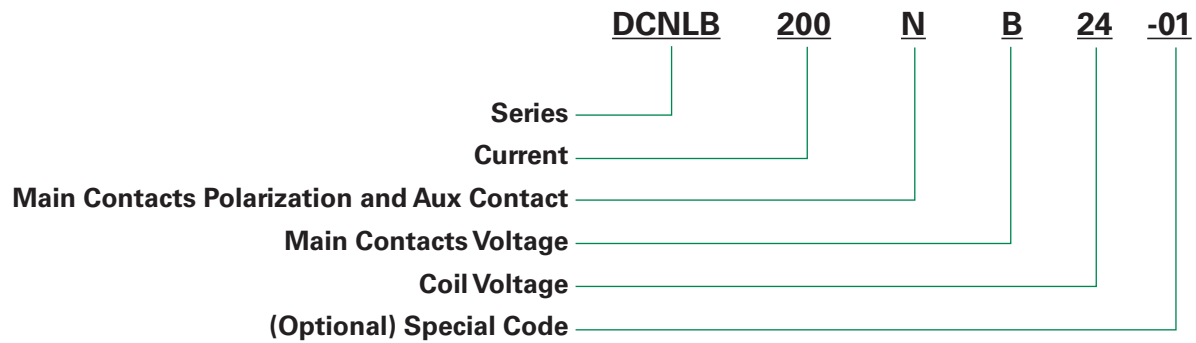 DCNLB 200 N B 24 -01
Series
Current
Main Contacts Polarization and Aux Contact
Main Contacts Voltage
Coil Voltage
(Optional) Special Code